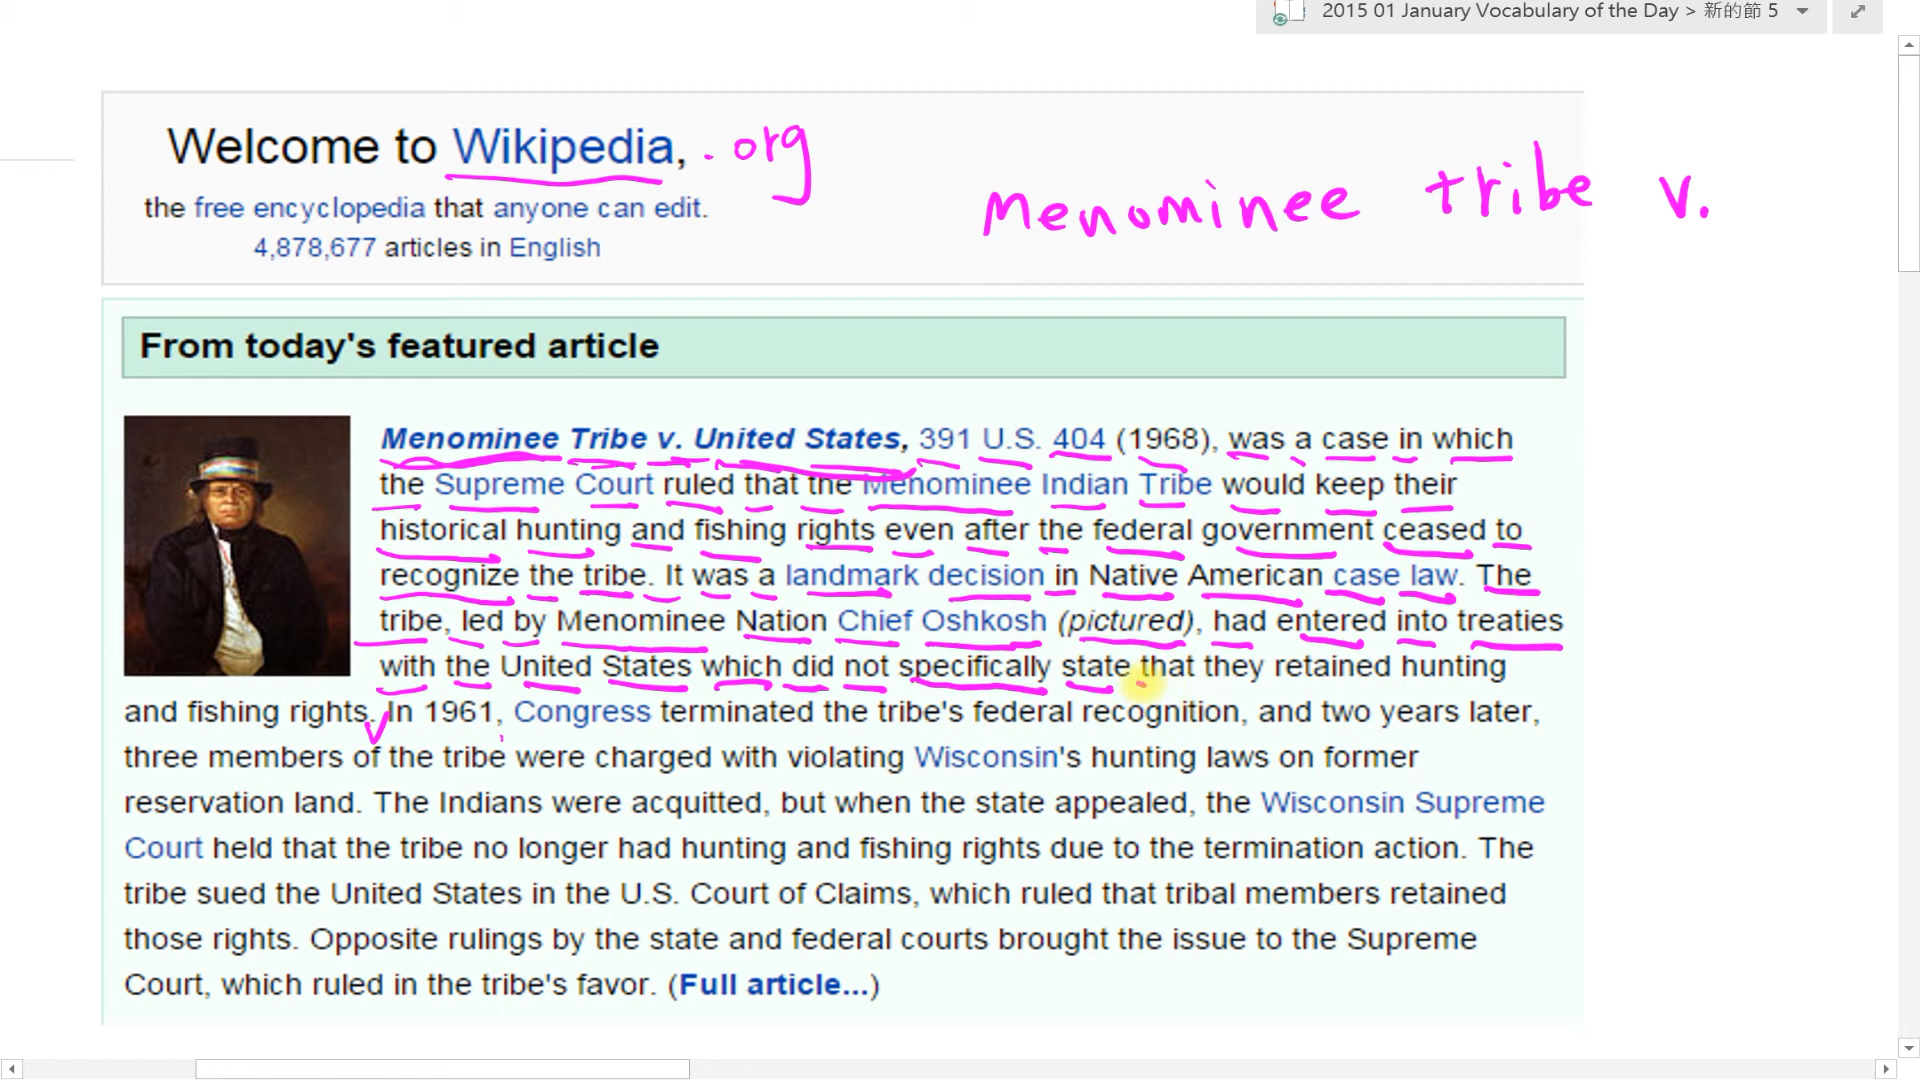 2015 01 January Vocabulary of the Day > 新的節 5
Welcome to Wikipedia, .org
the free encyclopedia that anyone can edit.
4,878,677 articles in English
Menominee tribe v.
From today's featured article
Menominee Tribe v. United States, 391 U.S. 404 (1968), was a case in which
the Supreme Court ruled that the Menominee Indian Tribe would keep their
historical hunting and fishing rights even after the federal government ceased to
recognize the tribe. It was a landmark decision in Native American case law. The
tribe, led by Menominee Nation Chief Oshkosh (pictured), had entered into treaties
with the United States which did not specifically state that they retained hunting
and fishing rights. In 1961, Congress terminated the tribe's federal recognition, and two years later,
three members of the tribe were charged with violating Wisconsin's hunting laws on former
reservation land. The Indians were acquitted, but when the state appealed, the Wisconsin Supreme
Court held that the tribe no longer had hunting and fishing rights due to the termination action. The
tribe sued the United States in the U.S. Court of Claims, which ruled that tribal members retained
those rights. Opposite rulings by the state and federal courts brought the issue to the Supreme
Court, which ruled in the tribe's favor. (Full article...)